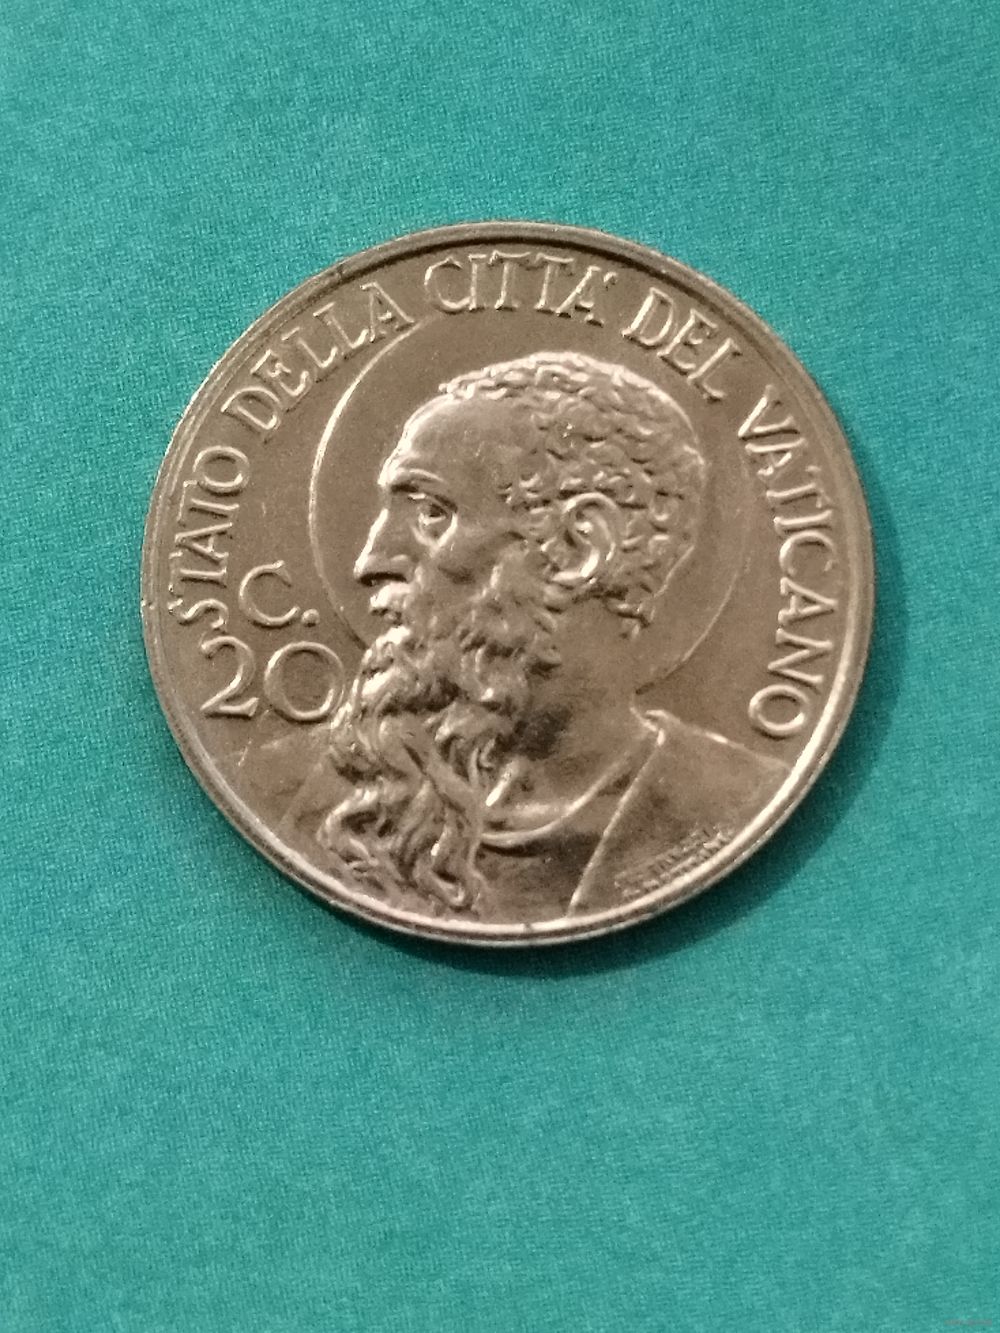 STATO DELLA CITTA' DEL VATICANO
C.
20